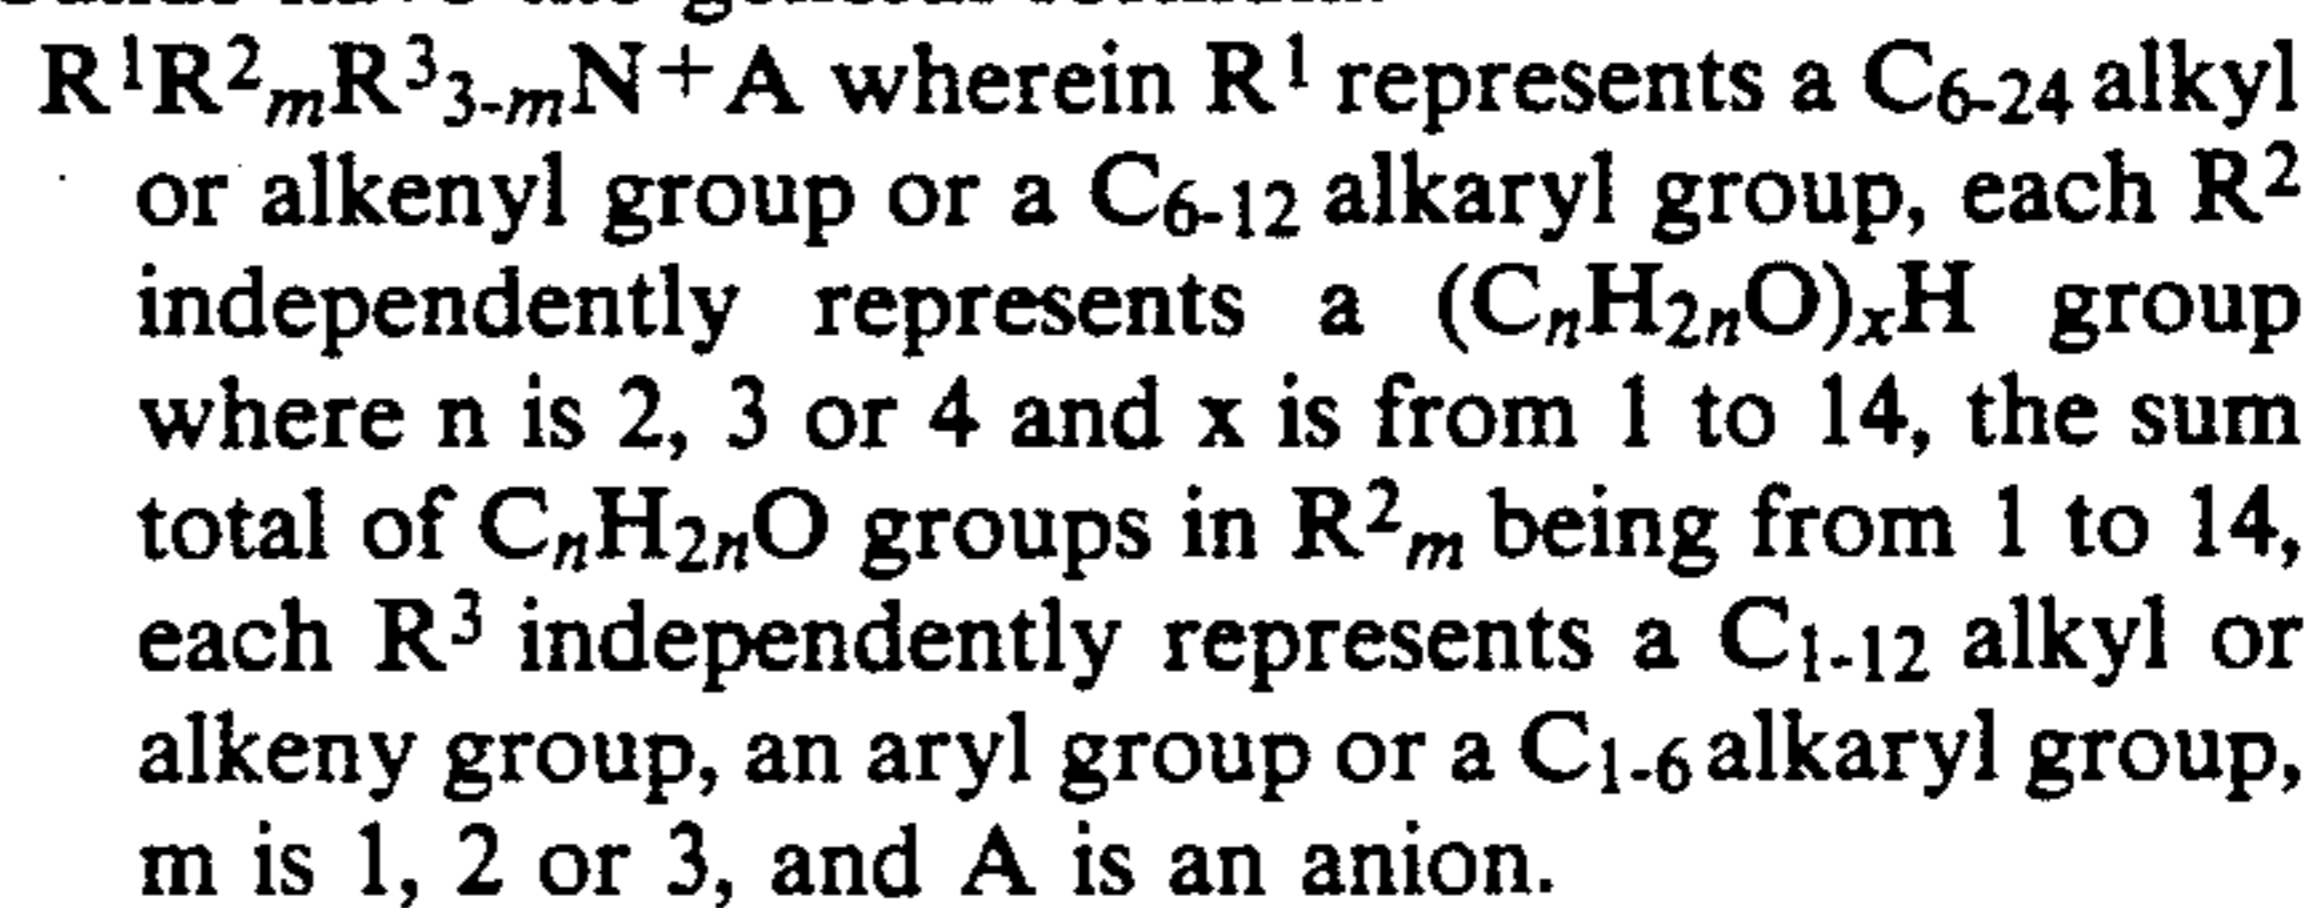 R¹R²ₘR³₃₋ₘN⁺A wherein R¹ represents a C₆₋₂₄ alkyl
or alkenyl group or a C₆₋₁₂ alkaryl group, each R²
independently represents a (CₙH₂ₙO)ₓH group
where n is 2, 3 or 4 and x is from 1 to 14, the sum
total of CₙH₂ₙO groups in R²ₘ being from 1 to 14,
each R³ independently represents a C₁₋₁₂ alkyl or
alkeny group, an aryl group or a C₁₋₆ alkaryl group,
m is 1, 2 or 3, and A is an anion.